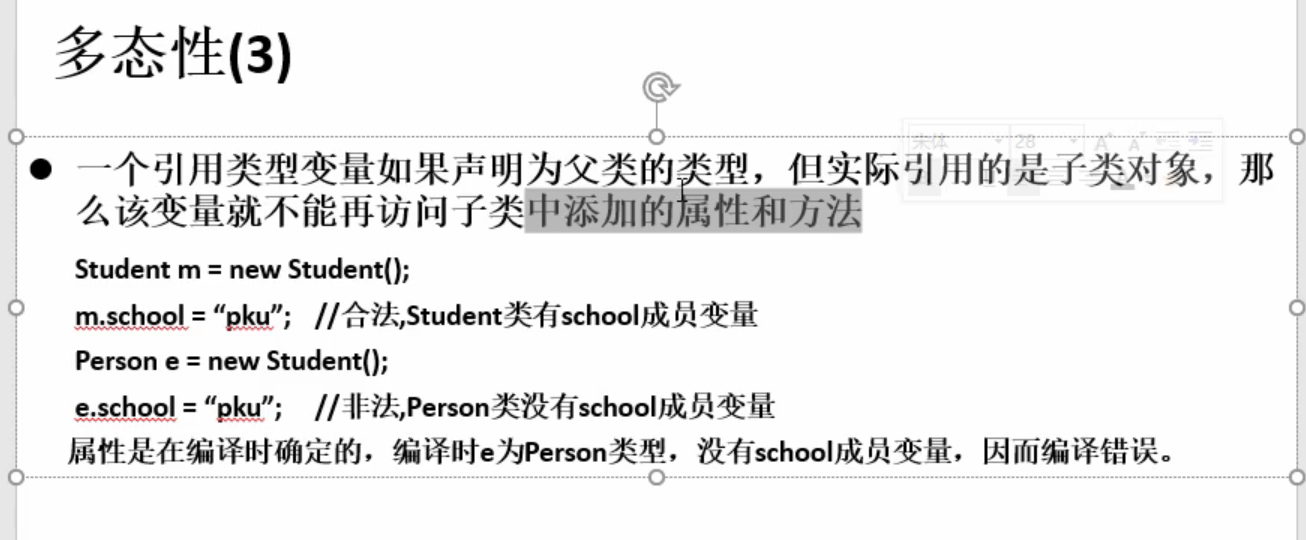 多态性(3)
宋体 28
● 一个引用类型变量如果声明为父类的类型，但实际引用的是子类对象，那
么该变量就不能再访问子类中添加的属性和方法
Student m = new Student();
m.school = “pku”; //合法,Student类有school成员变量
Person e = new Student();
e.school = “pku”; //非法,Person类没有school成员变量
属性是在编译时确定的，编译时e为Person类型，没有school成员变量，因而编译错误。